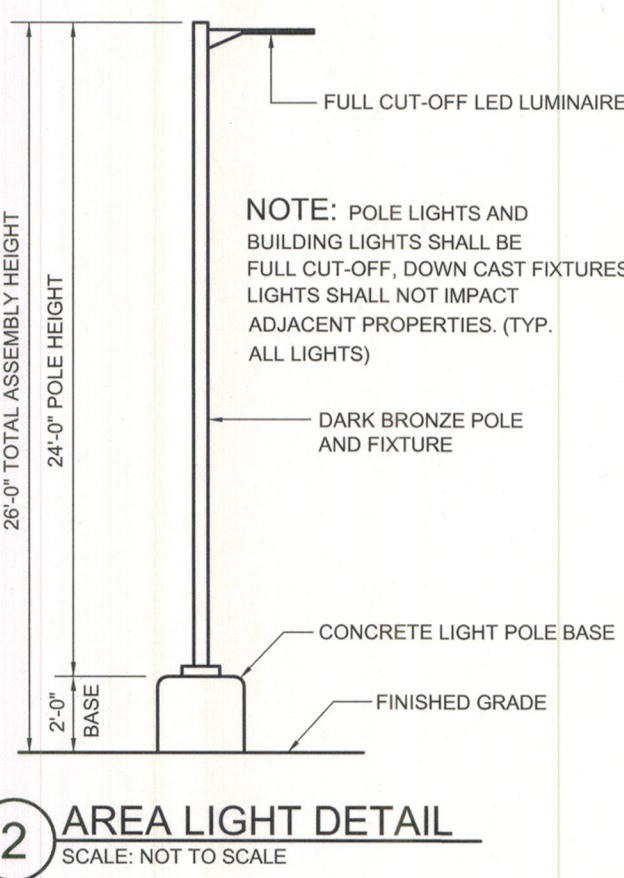 FULL CUT-OFF LED LUMINAIRE
NOTE: POLE LIGHTS AND
BUILDING LIGHTS SHALL BE
FULL CUT-OFF, DOWN CAST FIXTURES
LIGHTS SHALL NOT IMPACT
ADJACENT PROPERTIES. (TYP.
ALL LIGHTS)
26'-0" TOTAL ASSEMBLY HEIGHT
24'-0" POLE HEIGHT
DARK BRONZE POLE
AND FIXTURE
CONCRETE LIGHT POLE BASE
2'-0"
BASE
FINISHED GRADE
2 AREA LIGHT DETAIL
SCALE: NOT TO SCALE